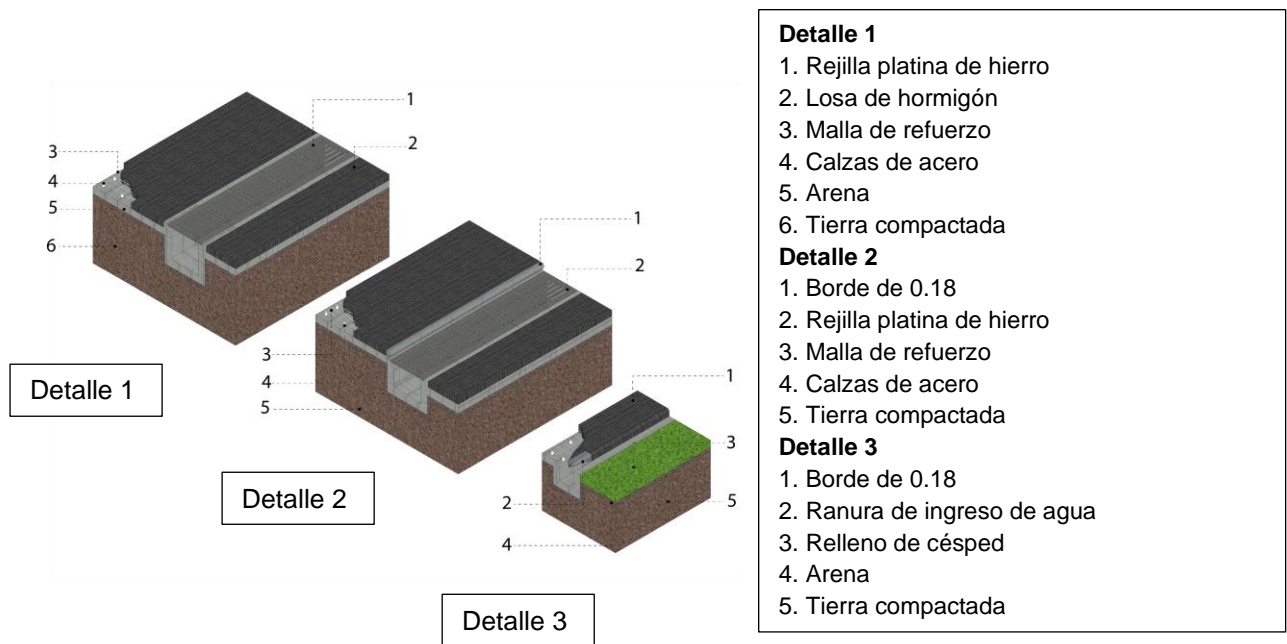 1
2
3
4
5
6
Detalle 1
1
2
3
4
5
Detalle 2
1
3
2
5
4
Detalle 3
Detalle 1
1. Rejilla platina de hierro
2. Losa de hormigón
3. Malla de refuerzo
4. Calzas de acero
5. Arena
6. Tierra compactada
Detalle 2
1. Borde de 0.18
2. Rejilla platina de hierro
3. Malla de refuerzo
4. Calzas de acero
5. Tierra compactada
Detalle 3
1. Borde de 0.18
2. Ranura de ingreso de agua
3. Relleno de césped
4. Arena
5. Tierra compactada